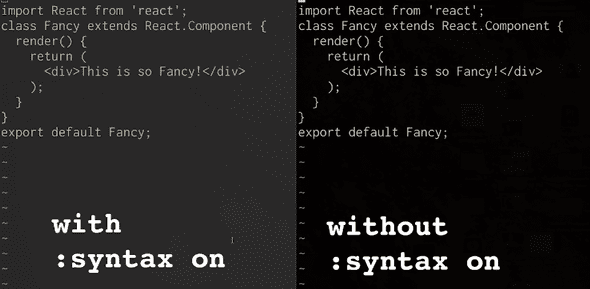 import React from 'react';
class Fancy extends React.Component {
  render() {
    return (
      <div>This is so Fancy!</div>
    );
  }
}
export default Fancy;
~
~
~
~
~
~
~
~
~
with
:syntax on
import React from 'react';
class Fancy extends React.Component {
  render() {
    return (
      <div>This is so Fancy!</div>
    );
  }
}
export default Fancy;
~
~
~
~
~
~
~
~
~
without
:syntax on